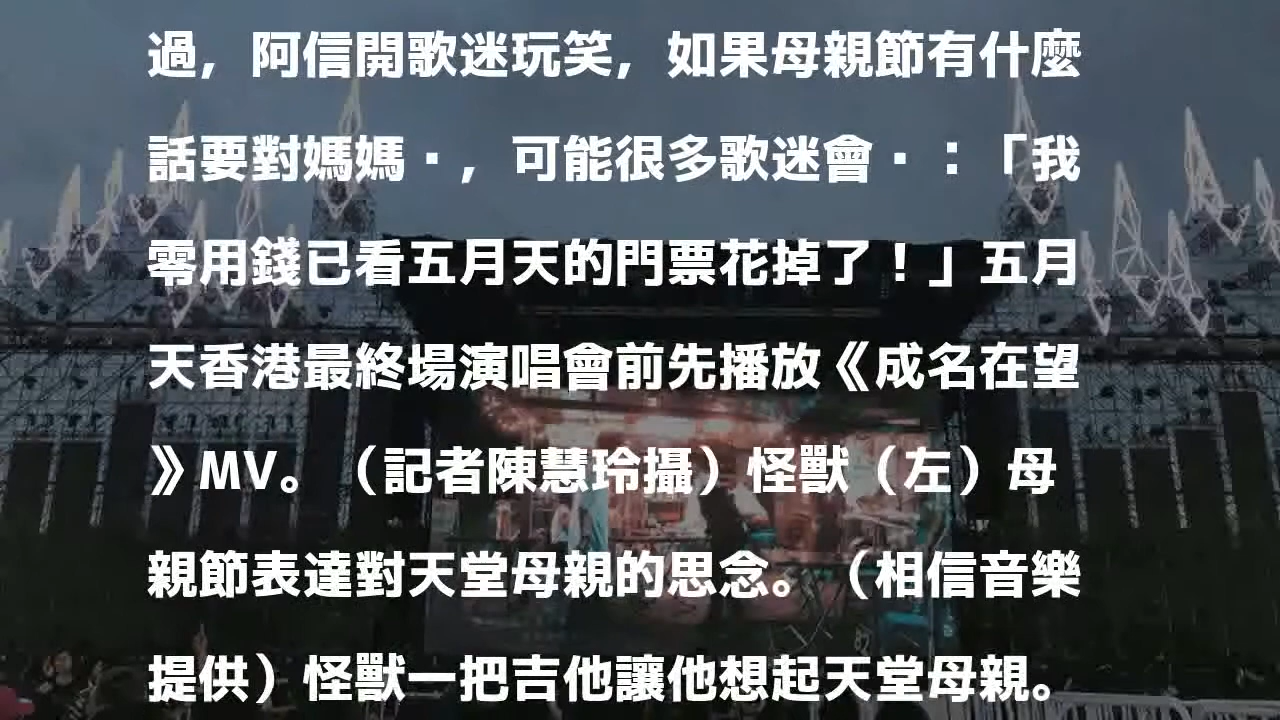 過，阿信開歌迷玩笑，如果母親節有什麼
話要對媽媽▪，可能很多歌迷會▪：「我
零用錢已看五月天的門票花掉了！」五月
天香港最終場演唱會前先播放《成名在望
》MV。（記者陳慧玲攝）怪獸（左）母
親節表達對天堂母親的思念。（相信音樂
提供）怪獸一把吉他讓他想起天堂母親。